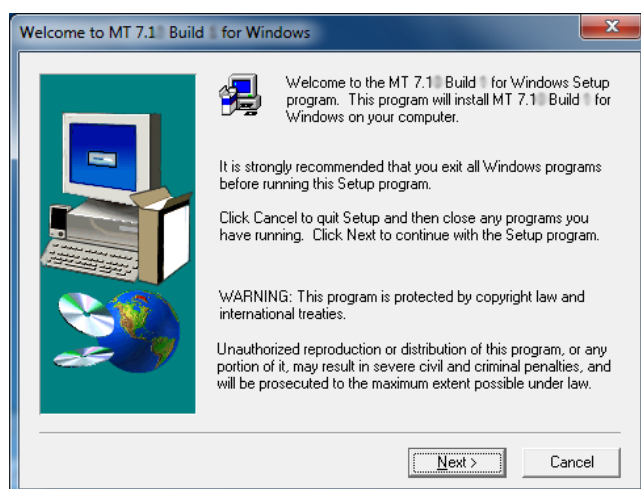 Welcome to MT 7.1 Build for Windows
Welcome to the MT 7.1 Build for Windows Setup
program. This program will install MT 7.1 Build for
Windows on your computer.
It is strongly recommended that you exit all Windows programs
before running this Setup program.
Click Cancel to quit Setup and then close any programs you
have running. Click Next to continue with the Setup program.
WARNING: This program is protected by copyright law and
international treaties.
Unauthorized reproduction or distribution of this program, or any
portion of it, may result in severe civil and criminal penalties, and
will be prosecuted to the maximum extent possible under law.
Next > Cancel